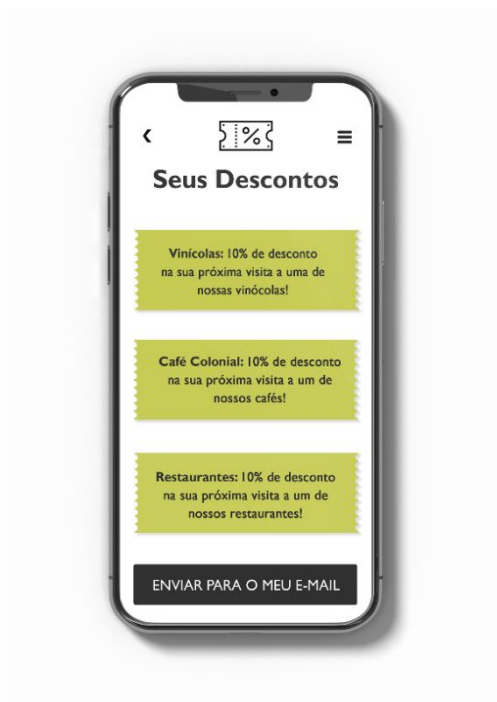 %
Seus Descontos
Vinícolas: 10% de desconto
na sua próxima visita a uma de
nossas vinócolas!
Café Colonial: 10% de desconto
na sua próxima visita a um de
nossos cafés!
Restaurantes: 10% de desconto
na sua próxima visita a um de
nossos restaurantes!
ENVIAR PARA O MEU E-MAIL